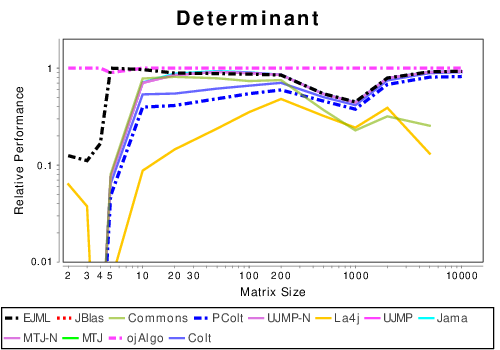 Determinant
Relative Performance
1
0.1
0.01
2 3 4 5 10 20 30 100 200 1000 10000
Matrix Size
EJML JBlas Commons PColt UJMP-N La4j UJMP Jama
MTJ-N MTJ ojAlgo Colt